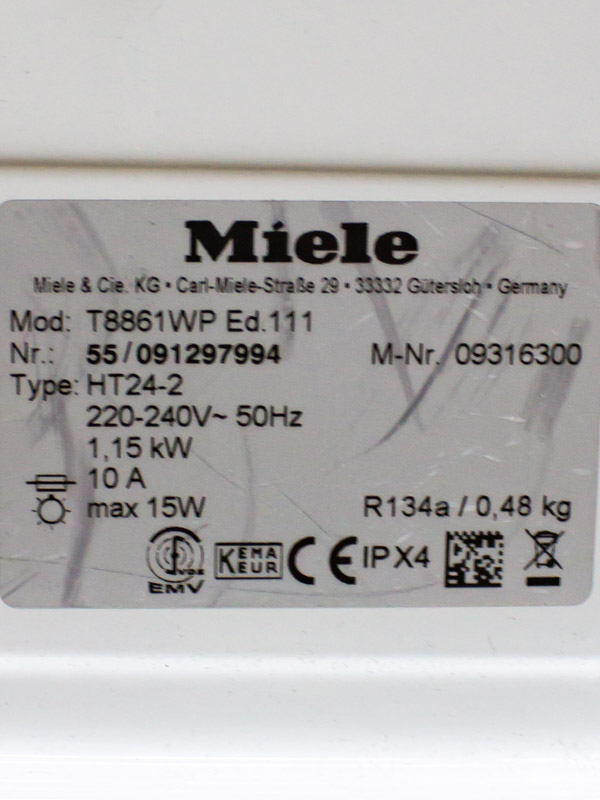 Miele
Miele & Cie. KG • Carl-Miele-Straße 29 • 33332 Gütersloh • Germany
Mod: T8861WP Ed.111
Nr.: 55/091297994 M-Nr. 09316300
Type: HT24-2
220-240V~ 50Hz
1,15 kW
10 A
max 15W R134a / 0,48 kg
VDE
EMV
KEMA
KEUR
CE
IPX4